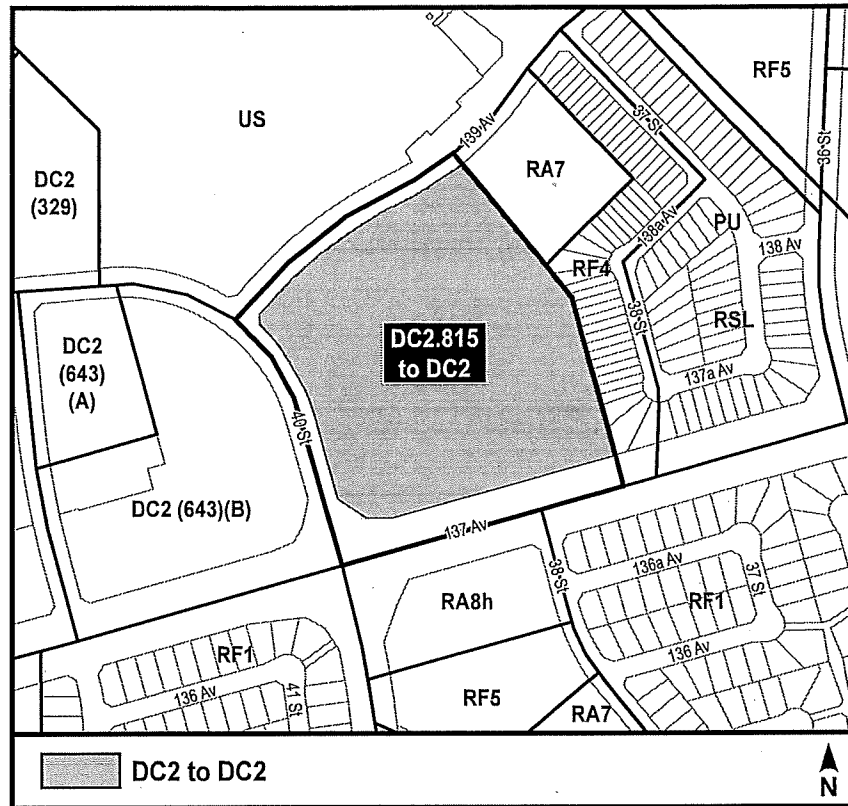 RF5
US
139 Av
37 St
36 St
DC2
(329)
RA7
138a Av
PU
138 Av
RF4
DC2
(643)
(A)
DC2.815
to DC2
38 St
RSL
137a Av
40 St
DC2 (643)(B)
137 Av
38 St
136a Av
37 St
RA8h
RF1
RF1
136 Av
136 Av
41 St
RF5
RA7
DC2 to DC2
N